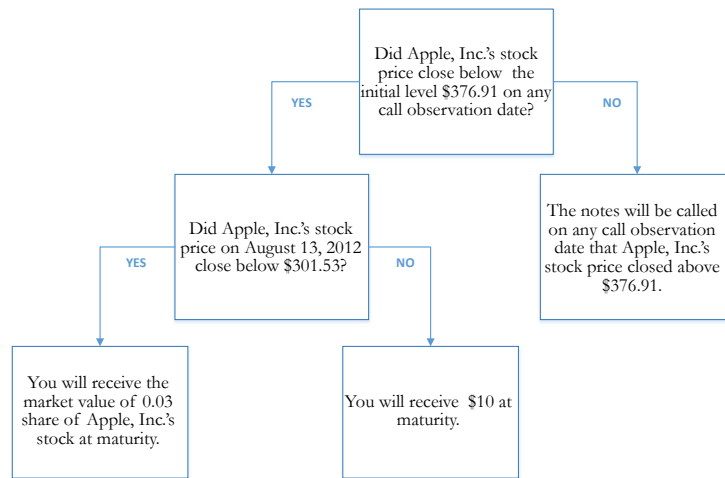 Did Apple, Inc.'s stock
price close below the
initial level $376.91 on any
call observation date?
YES
NO
Did Apple, Inc.'s stock
price on August 13, 2012
close below $301.53?
The notes will be called
on any call observation
date that Apple, Inc.'s
stock price closed above
$376.91.
YES
NO
You will receive the
market value of 0.03
share of Apple, Inc.'s
stock at maturity.
You will receive $10 at
maturity.